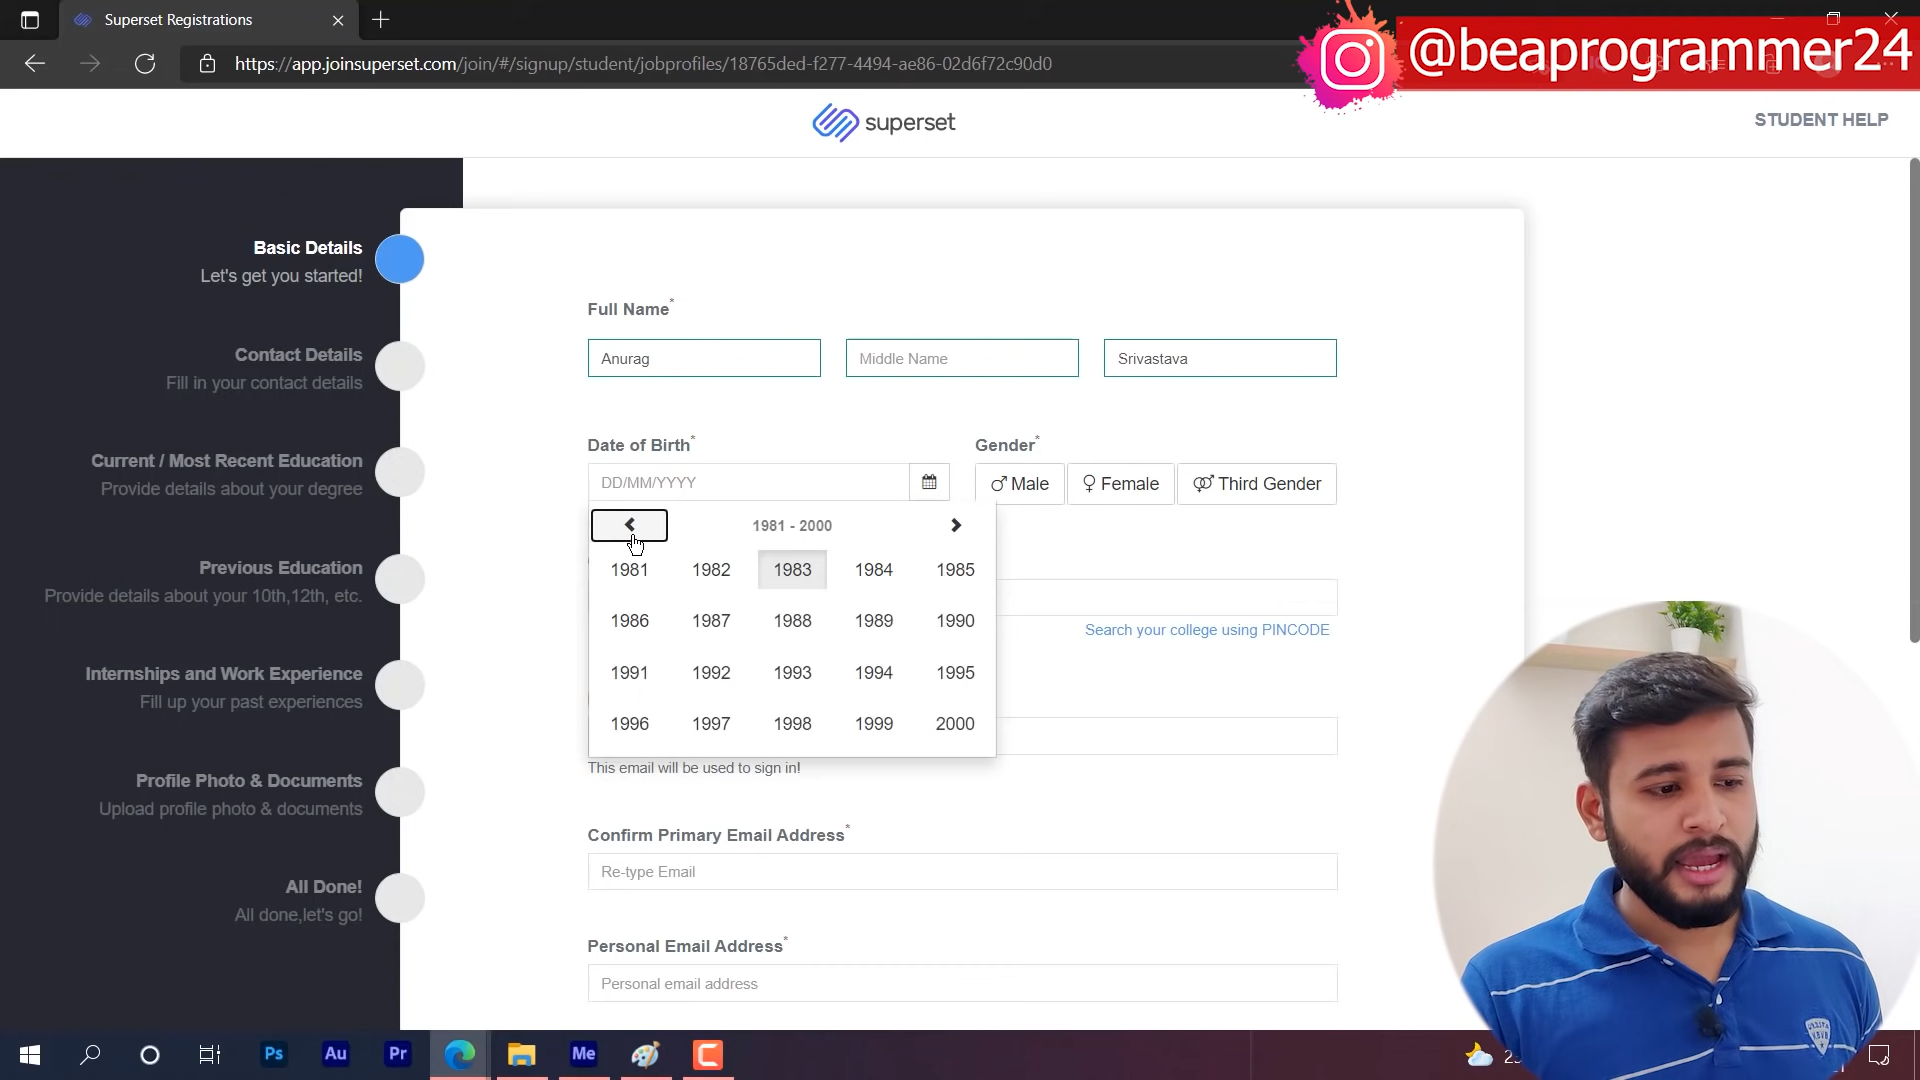 Superset Registrations
https://app.joinsuperset.com/join/#/signup/student/jobprofiles/18765ded-f277-4494-ae86-02d6f72c90d0
@beaprogrammer24
superset
STUDENT HELP
Basic Details
Let's get you started!
Contact Details
Fill in your contact details
Current / Most Recent Education
Provide details about your degree
Previous Education
Provide details about your 10th,12th, etc.
Internships and Work Experience
Fill up your past experiences
Profile Photo & Documents
Upload profile photo & documents
All Done!
All done,let's go!
Full Name*
Anurag Middle Name Srivastava
Date of Birth* Gender*
DD/MM/YYYY Male Female Third Gender
1981 - 2000
1981 1982 1983 1984 1985
1986 1987 1988 1989 1990
1991 1992 1993 1994 1995
1996 1997 1998 1999 2000
Search your college using PINCODE
This email will be used to sign in!
Confirm Primary Email Address*
Re-type Email
Personal Email Address*
Personal email address
Ps Au Pr Me